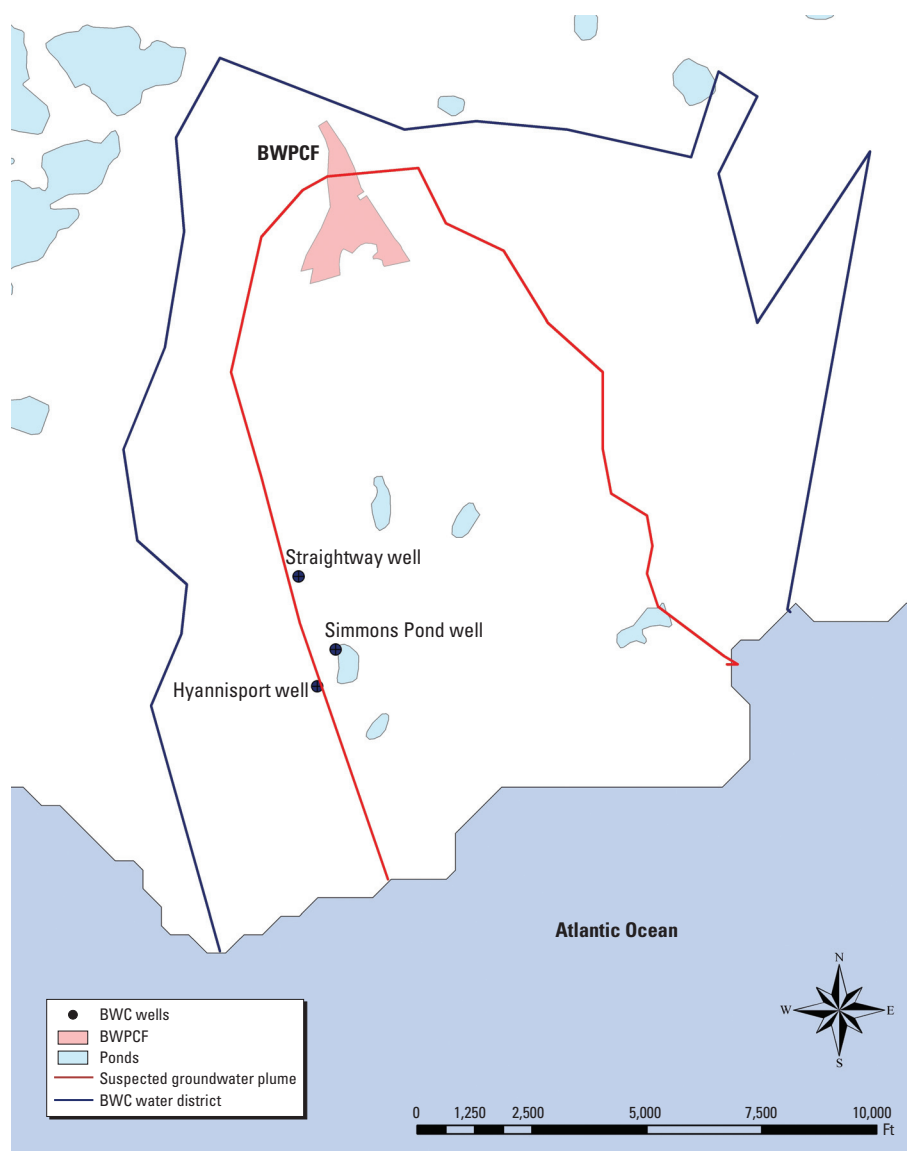 BWPCF
Straightway well
Simmons Pond well
Hyannisport well
Atlantic Ocean
N
W
E
S
BWC wells
BWPCF
Ponds
Suspected groundwater plume
BWC water district
0 1,250 2,500 5,000 7,500 10,000
Ft